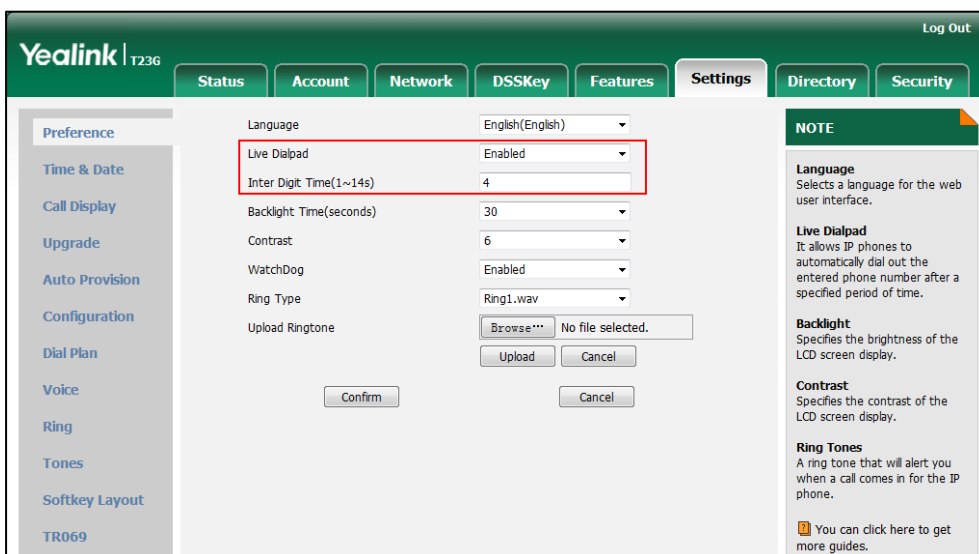 Log Out
Yealink T23G
Status Account Network DSSKey Features Settings Directory Security
Preference
Time & Date
Call Display
Upgrade
Auto Provision
Configuration
Dial Plan
Voice
Ring
Tones
Softkey Layout
TR069
Language English(English)
Live Dialpad Enabled
Inter Digit Time(1~14s) 4
Backlight Time(seconds) 30
Contrast 6
WatchDog Enabled
Ring Type Ring1.wav
Upload Ringtone Browse··· No file selected.
Upload Cancel
Confirm Cancel
NOTE
Language
Selects a language for the web
user interface.
Live Dialpad
It allows IP phones to
automatically dial out the
entered phone number after a
specified period of time.
Backlight
Specifies the brightness of the
LCD screen display.
Contrast
Specifies the contrast of the
LCD screen display.
Ring Tones
A ring tone that will alert you
when a call comes in for the IP
phone.
? You can click here to get
more guides.